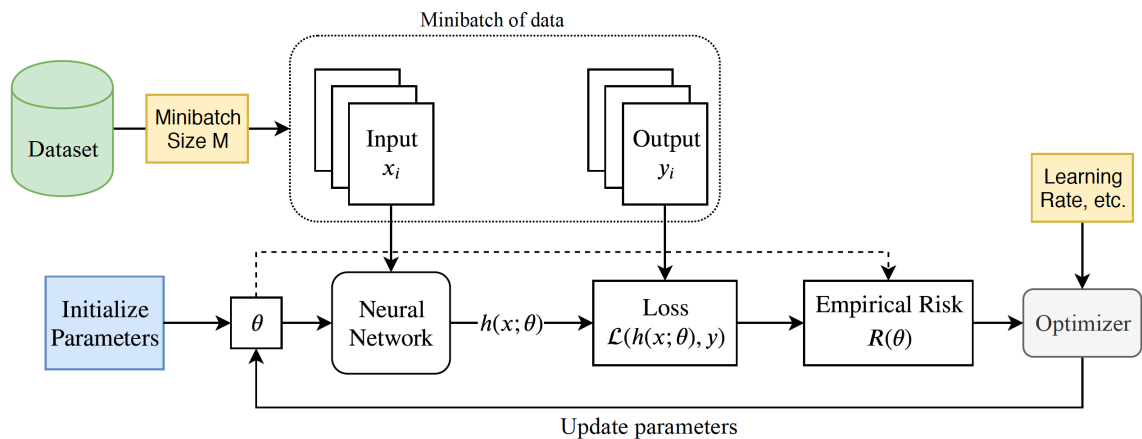 Minibatch of data
Dataset
Minibatch
Size M
Input
x_i
Output
y_i
Learning
Rate, etc.
Initialize
Parameters
θ
Neural
Network
h(x; θ)
Loss
ℒ(h(x; θ), y)
Empirical Risk
R(θ)
Optimizer
Update parameters